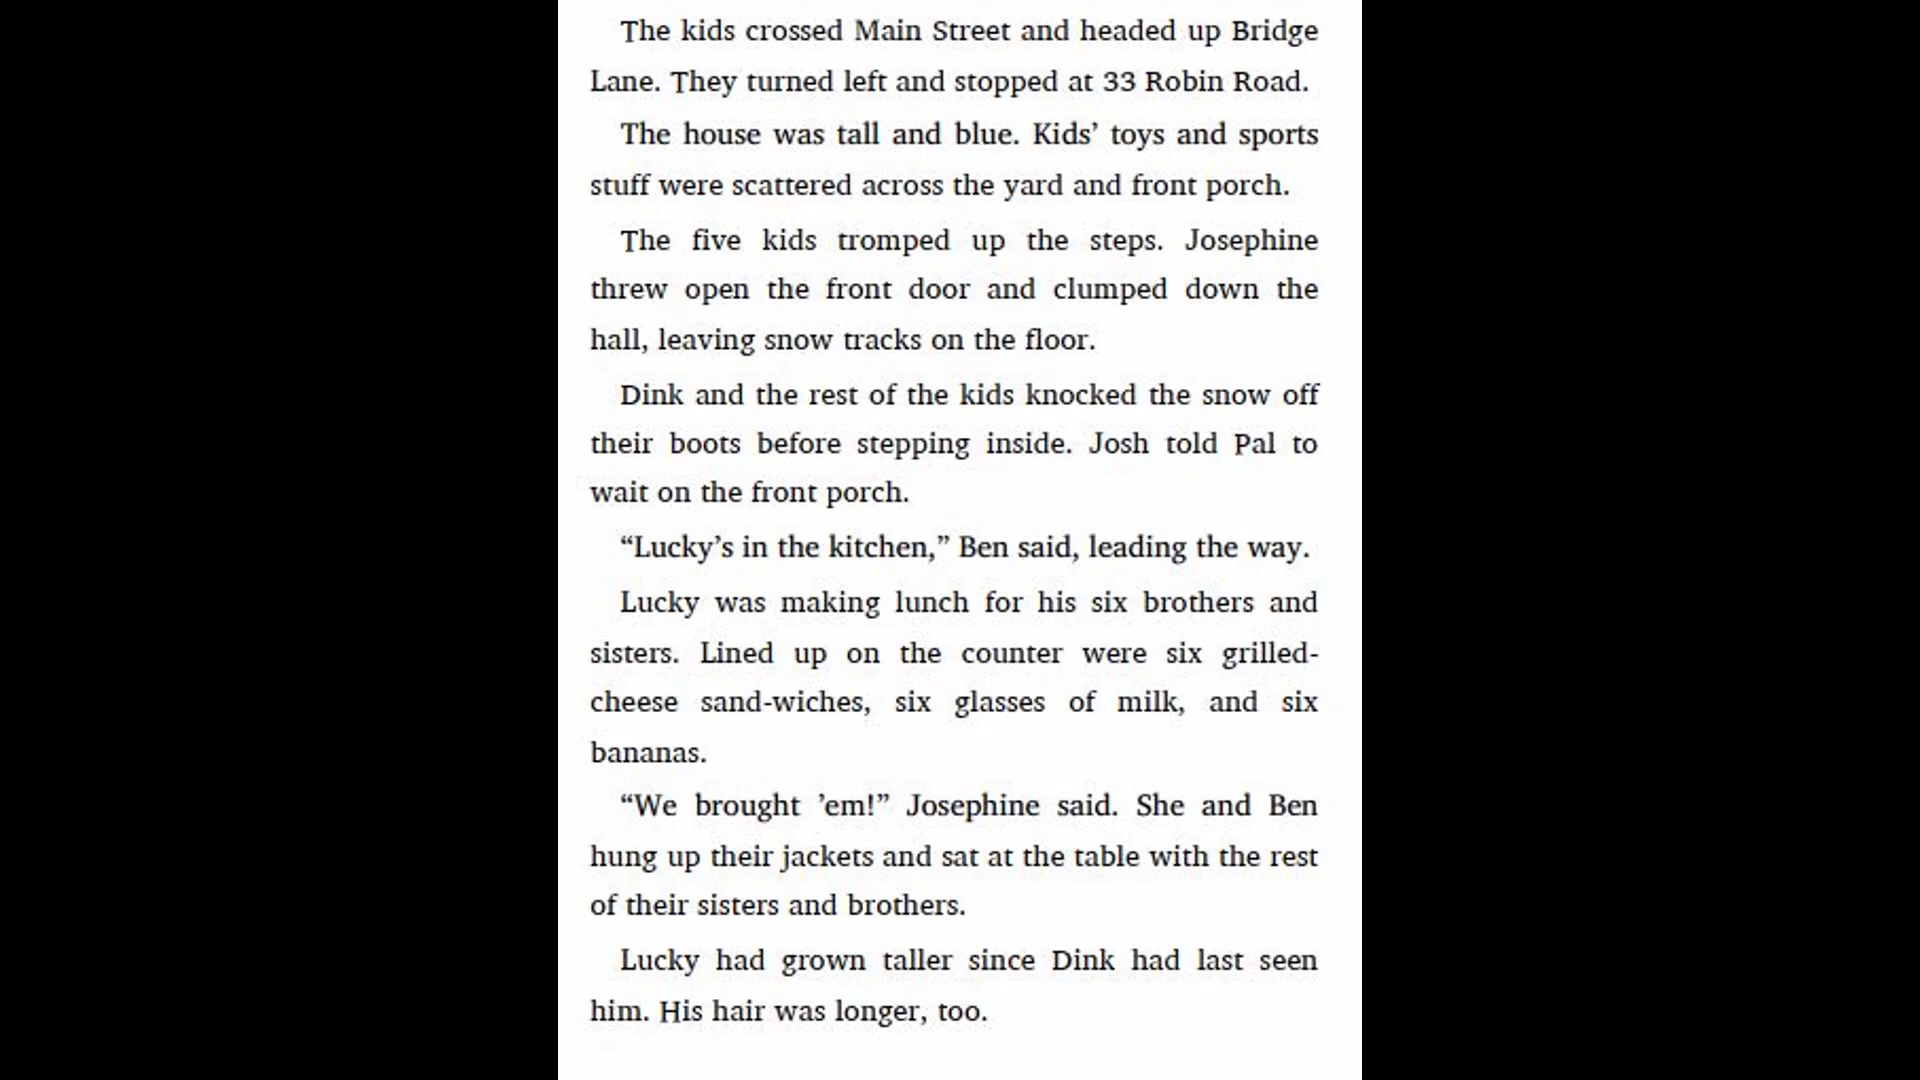 The kids crossed Main Street and headed up Bridge
Lane. They turned left and stopped at 33 Robin Road.
The house was tall and blue. Kids’ toys and sports
stuff were scattered across the yard and front porch.
The five kids tromped up the steps. Josephine
threw open the front door and clumped down the
hall, leaving snow tracks on the floor.
Dink and the rest of the kids knocked the snow off
their boots before stepping inside. Josh told Pal to
wait on the front porch.
“Lucky’s in the kitchen,” Ben said, leading the way.
Lucky was making lunch for his six brothers and
sisters. Lined up on the counter were six grilled-
cheese sand-wiches, six glasses of milk, and six
bananas.
“We brought ’em!” Josephine said. She and Ben
hung up their jackets and sat at the table with the rest
of their sisters and brothers.
Lucky had grown taller since Dink had last seen
him. His hair was longer, too.